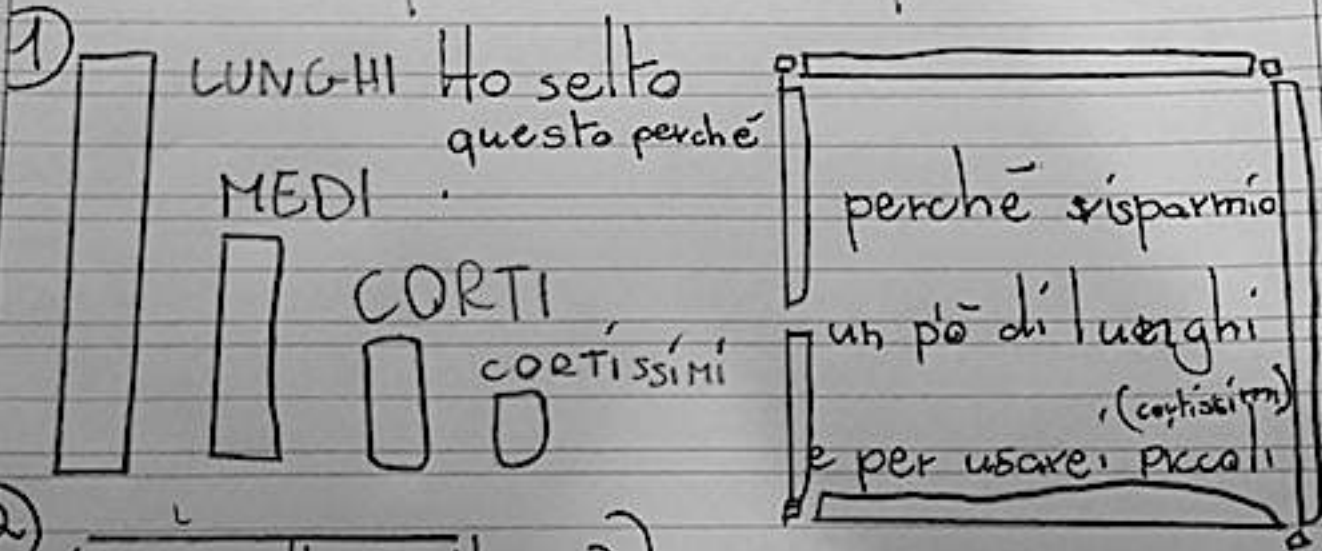 1
LUNGHI Ho selto
questo perché
MEDI
CORTI
CORTISSIMI
perché risparmio
un pò di luenghi
(cortissimi)
e per usare i piccoli
2